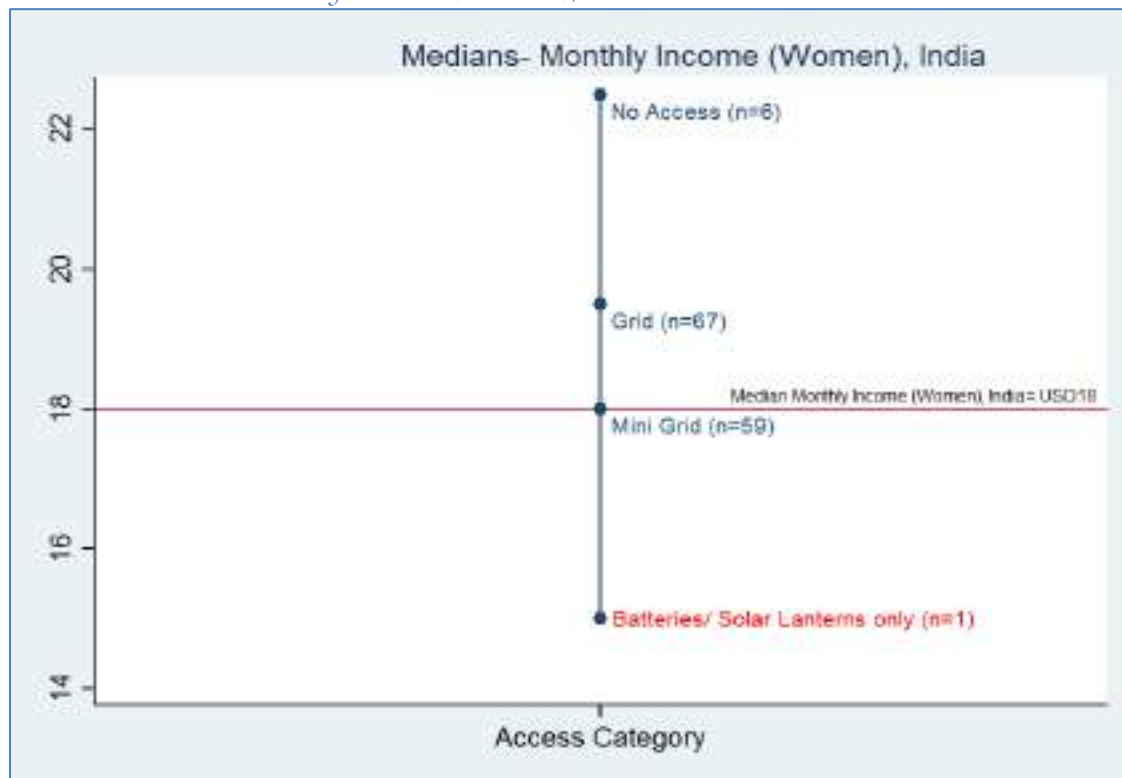 Medians- Monthly Income (Women), India
22
No Access (n=6)
20
Grid (n=67)
Median Monthly Income (Women), India= USD18
18
Mini Grid (n=59)
16
Batteries/ Solar Lanterns only (n=1)
14
Access Category